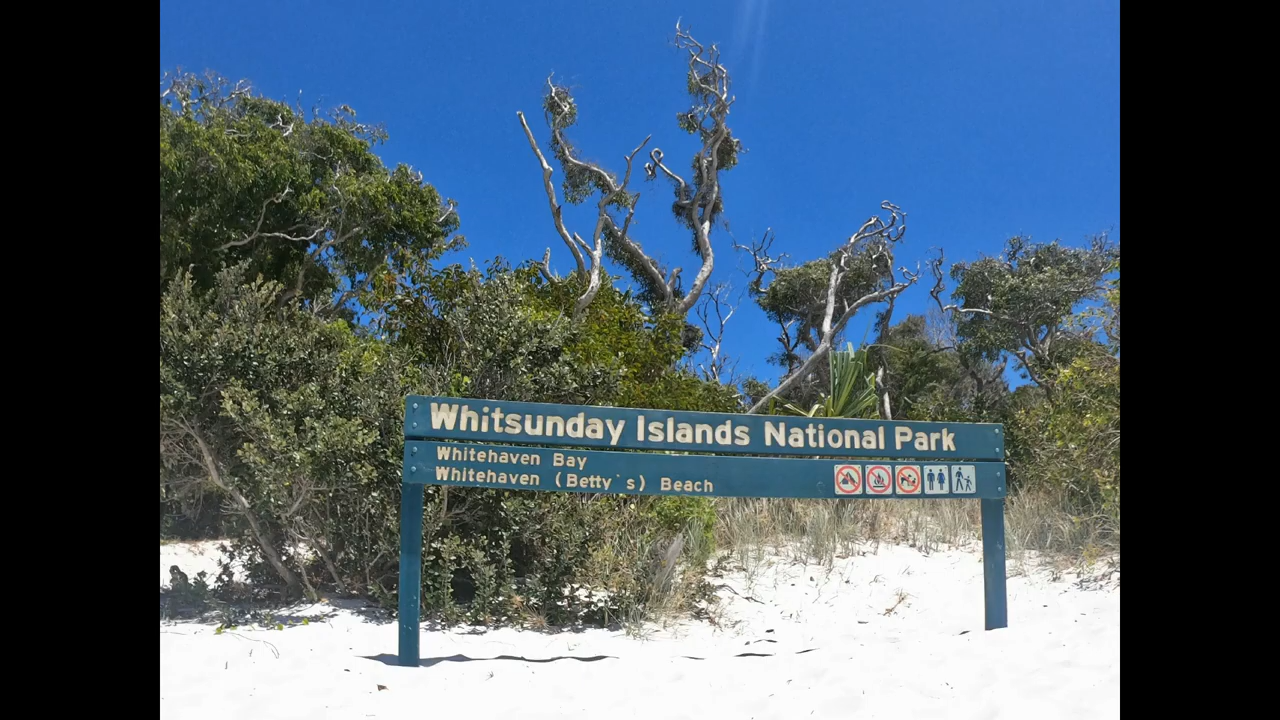 Whitsunday Islands National Park
Whitehaven Bay
Whitehaven (Betty's) Beach